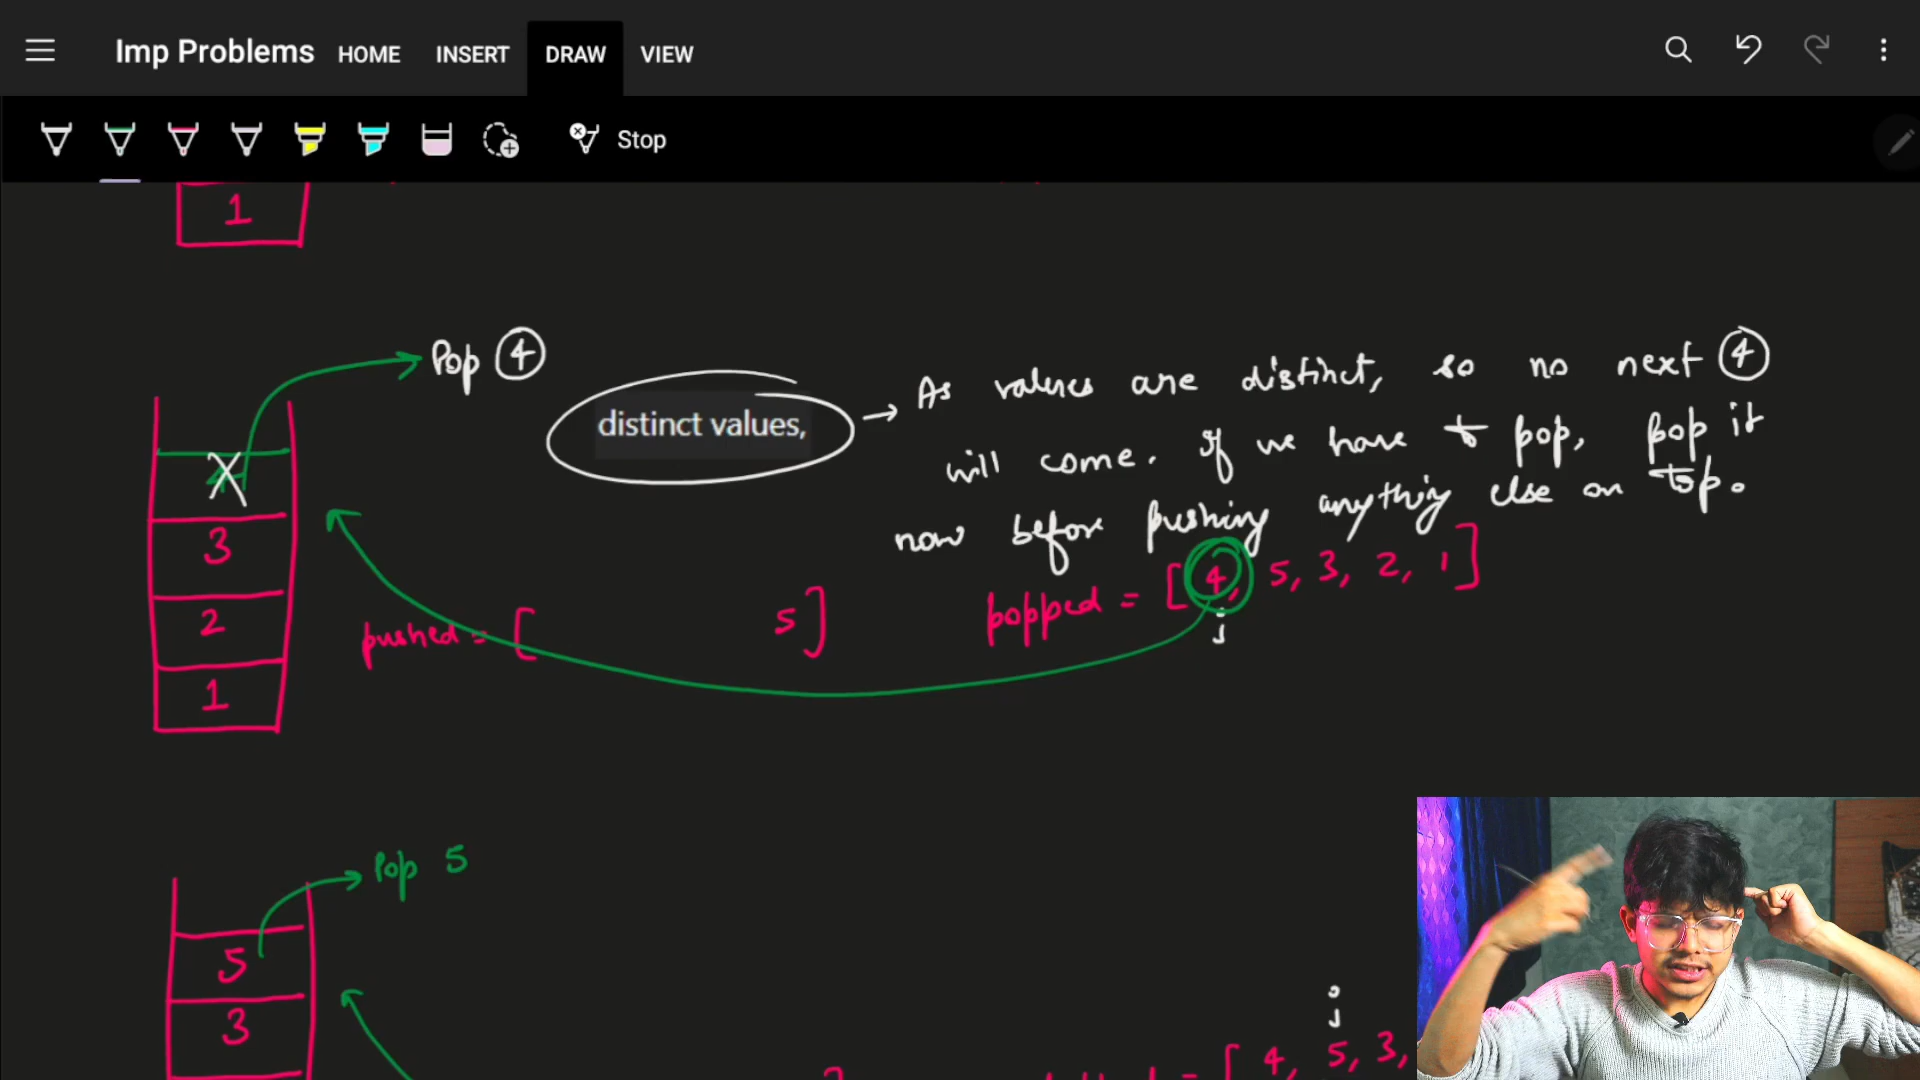 Imp Problems HOME INSERT DRAW VIEW
Stop
1
Pop 4
distinct values,
→ As values are distinct, so no next 4
will come. If we have to pop, pop it
now before pushing anything else on top.
3
2
1
pushed = [ 5]
popped = [4, 5, 3, 2, 1]
j
Pop 5
5
3
j
[4, 5, 3,